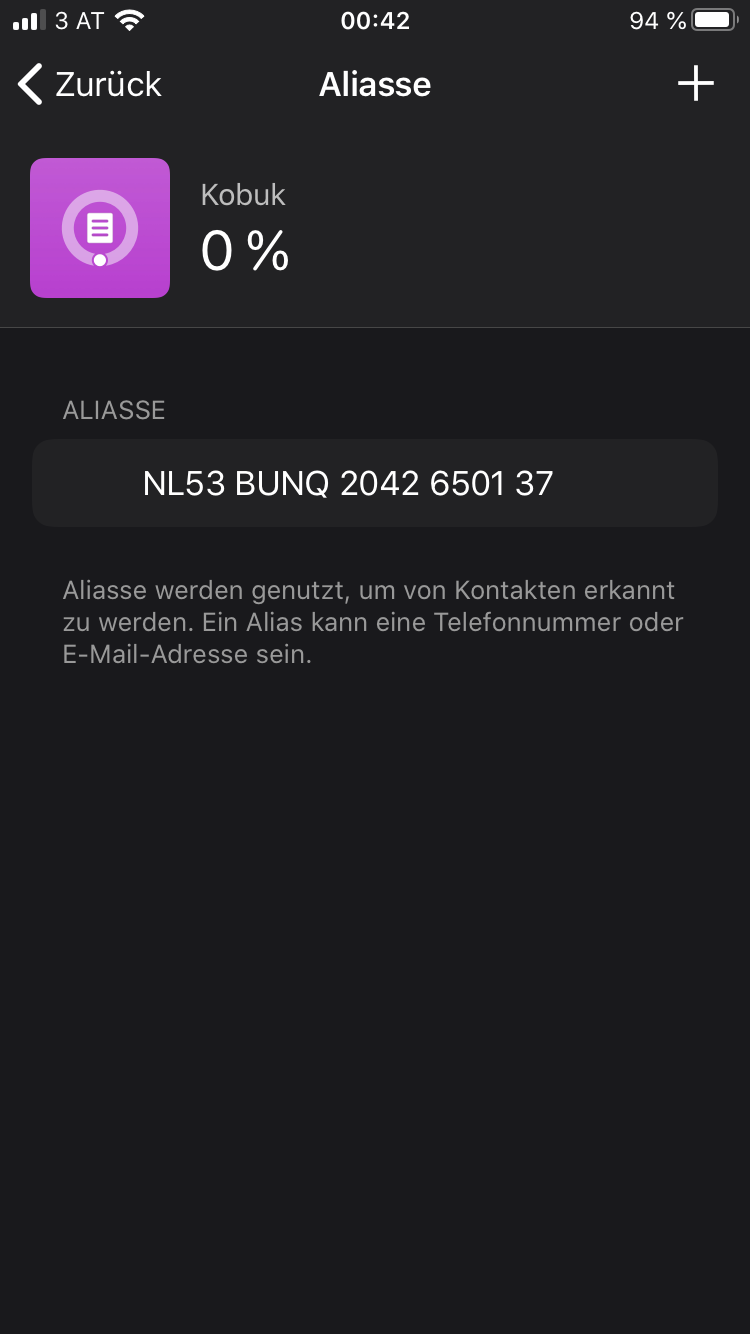 3 AT 00:42 94 %
Zurück Aliasse
Kobuk
0 %
ALIASSE
NL53 BUNQ 2042 6501 37
Aliasse werden genutzt, um von Kontakten erkannt
zu werden. Ein Alias kann eine Telefonnummer oder
E-Mail-Adresse sein.